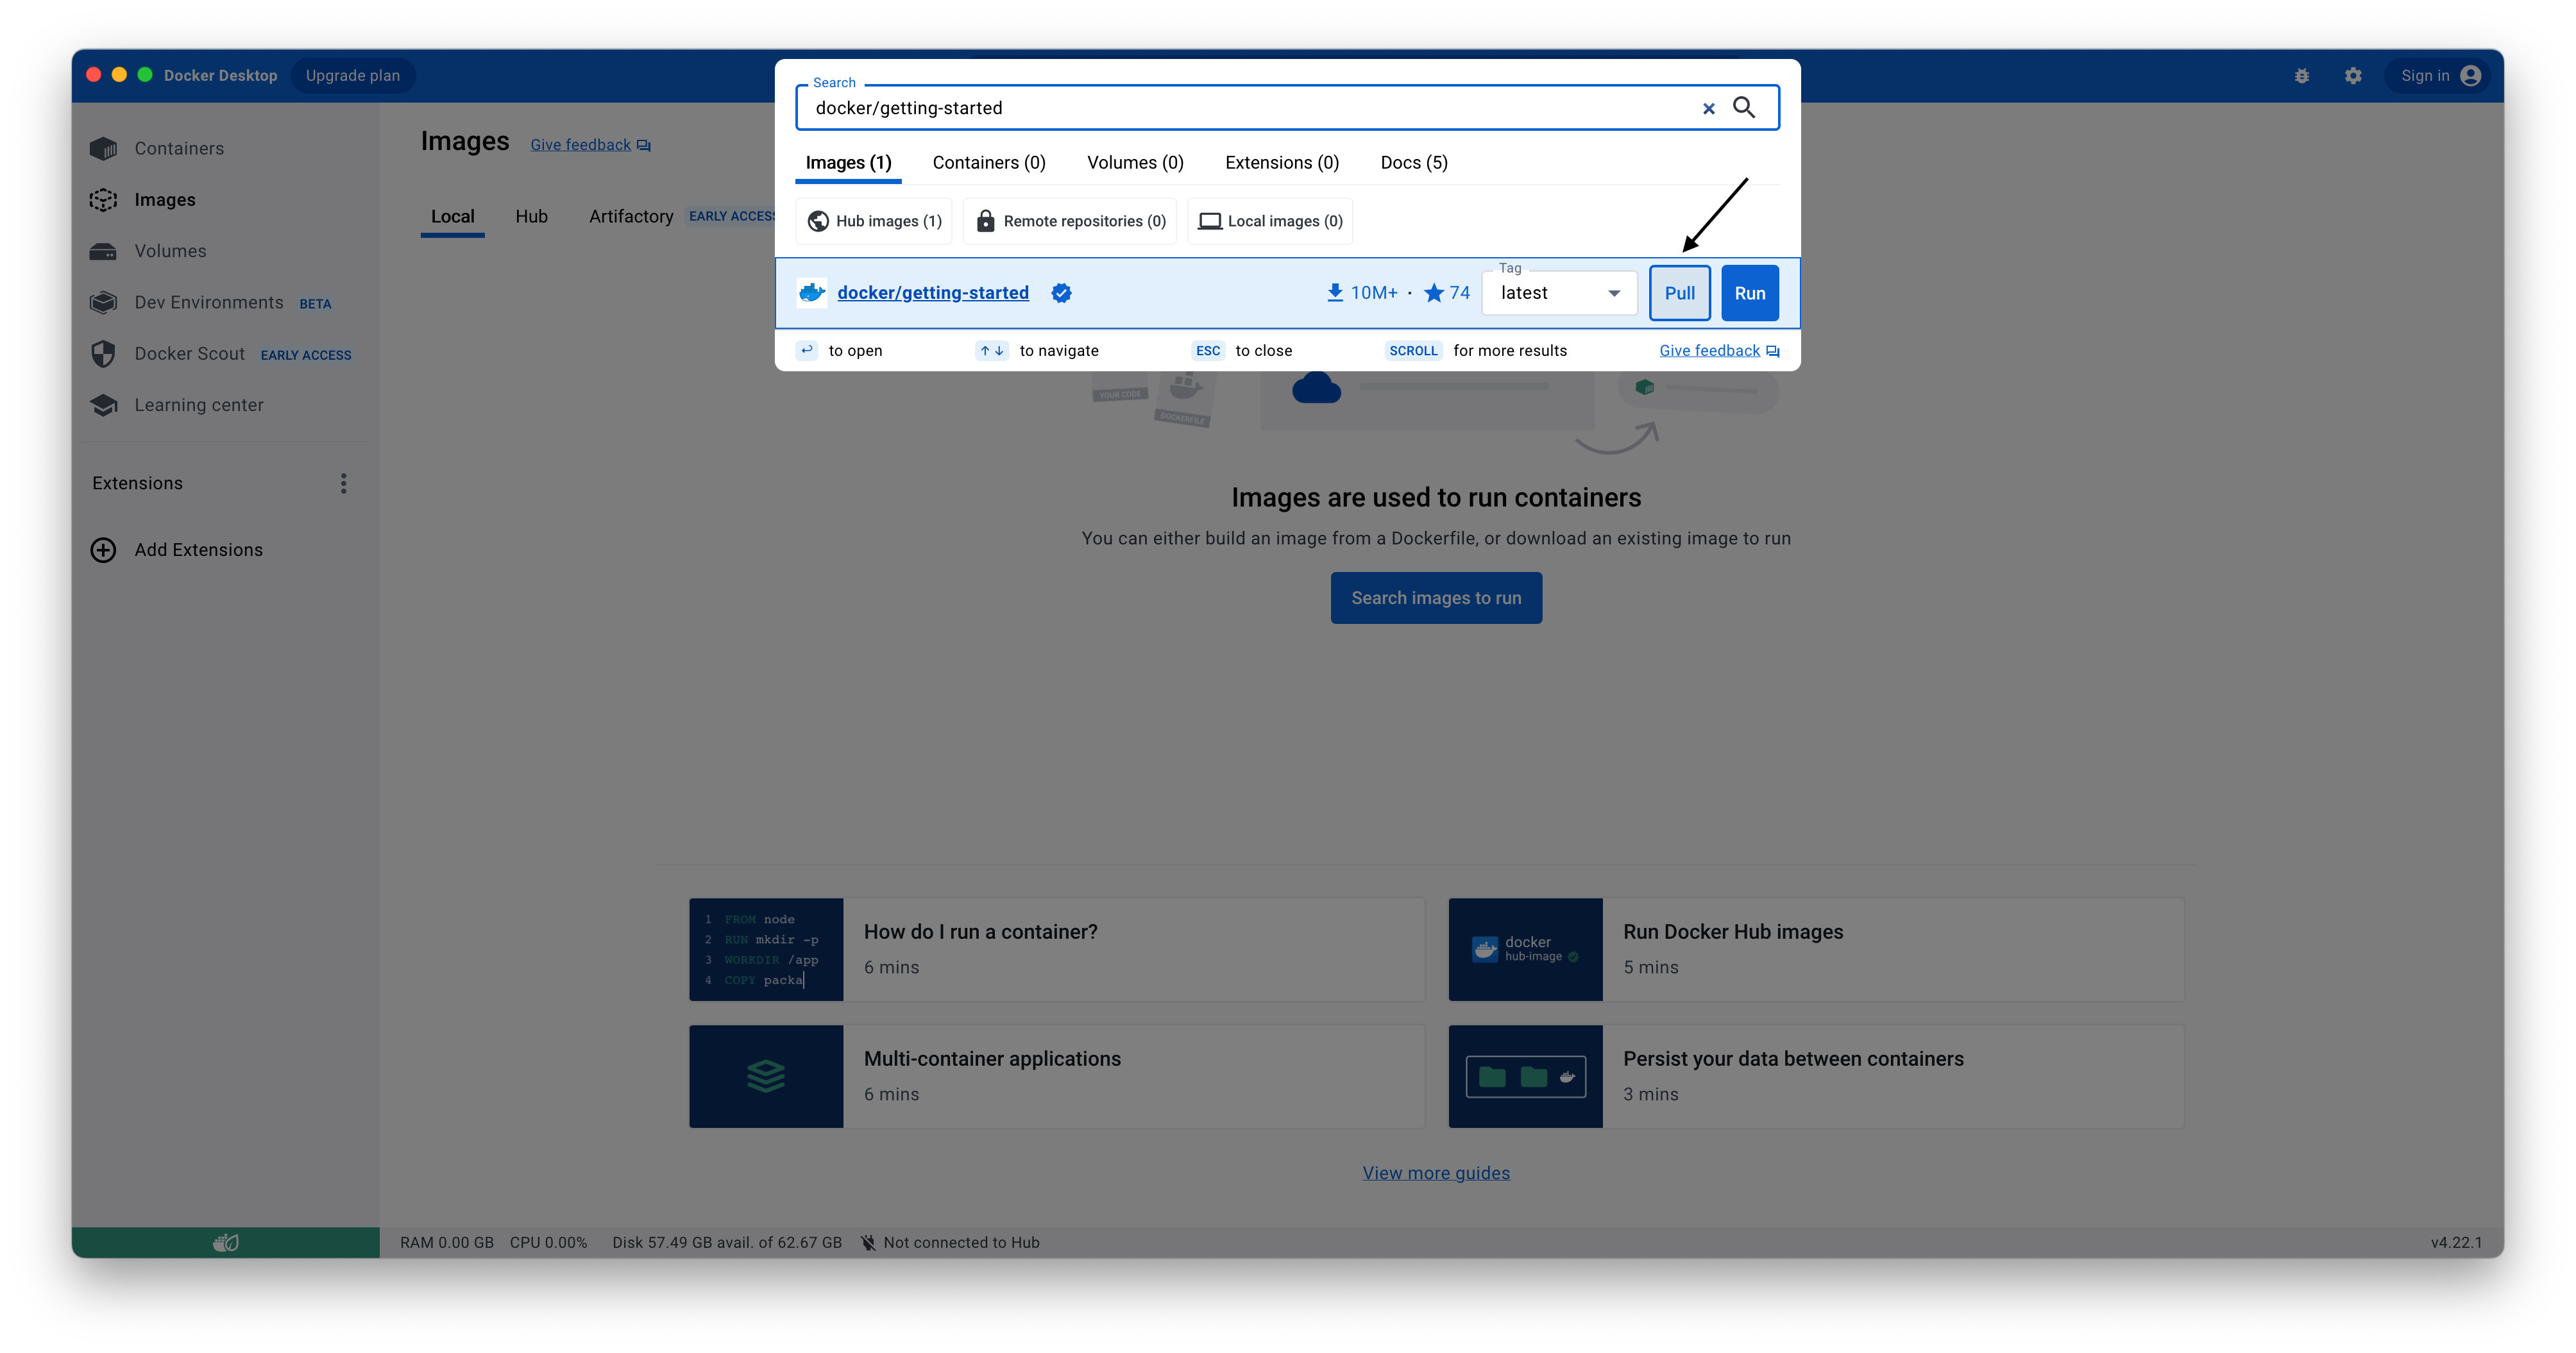 Docker Desktop
Upgrade plan
Sign in
Search
docker/getting-started
Images (1)
Containers (0)
Volumes (0)
Extensions (0)
Docs (5)
Hub images (1)
Remote repositories (0)
Local images (0)
docker/getting-started
10M+ · 74
Tag
latest
Pull
Run
to open
to navigate
ESC to close
SCROLL for more results
Give feedback
Containers
Images
Volumes
Dev Environments BETA
Docker Scout EARLY ACCESS
Learning center
Extensions
Add Extensions
Images
Give feedback
Local
Hub
Artifactory EARLY ACCESS
YOUR CODE
DOCKERFILE
Images are used to run containers
You can either build an image from a Dockerfile, or download an existing image to run
Search images to run
1 FROM node
2 RUN mkdir -p
3 WORKDIR /app
4 COPY packa
How do I run a container?
6 mins
docker
hub-image
Run Docker Hub images
5 mins
Multi-container applications
6 mins
Persist your data between containers
3 mins
View more guides
RAM 0.00 GB CPU 0.00% Disk 57.49 GB avail. of 62.67 GB Not connected to Hub
v4.22.1